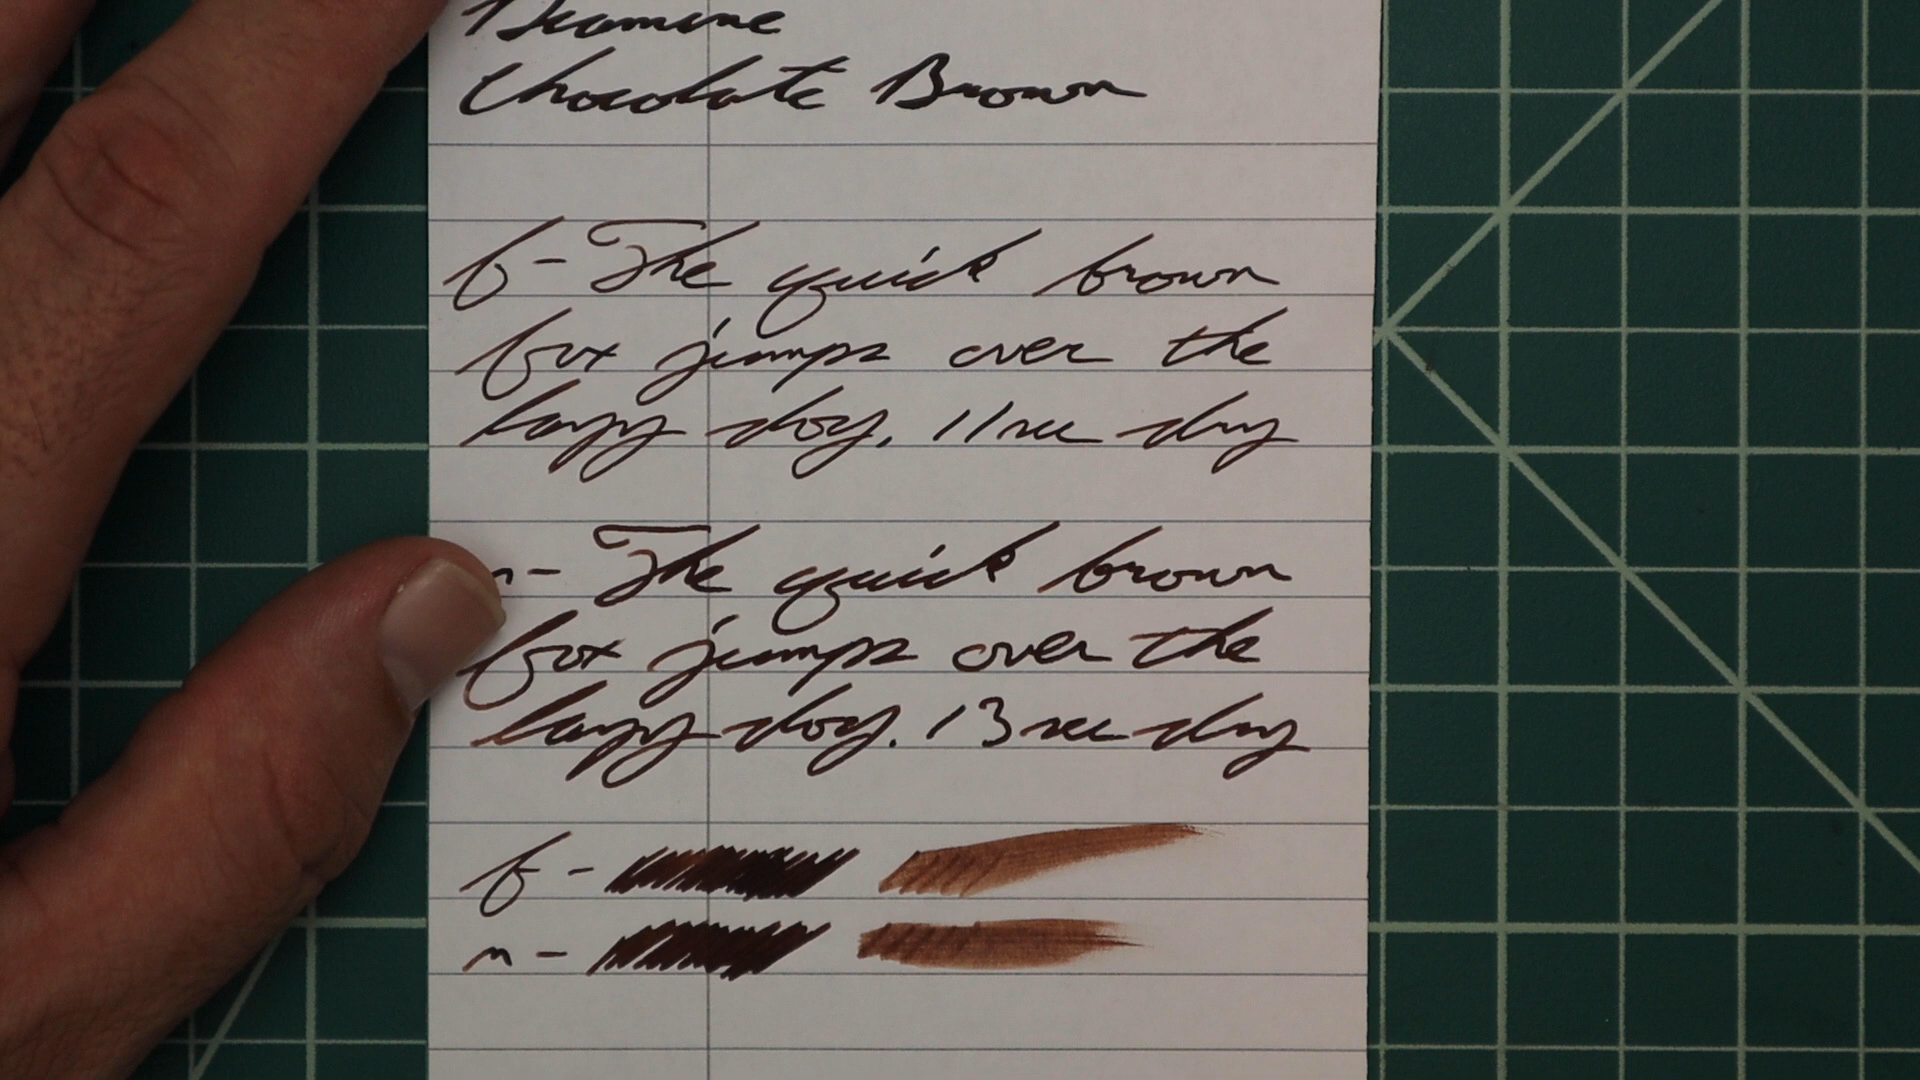 Diamine
Chocolate Brown
f - The quick brown
fox jumps over the
lazy dog. 11 sec dry
m - The quick brown
fox jumps over the
lazy dog. 13 sec dry
f -
m -